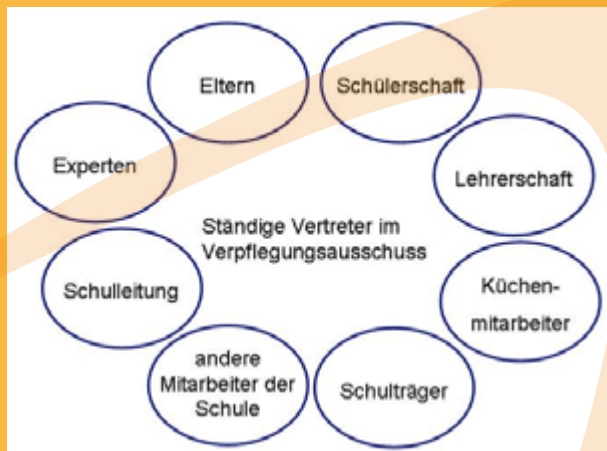 Eltern
Schülerschaft
Experten
Lehrerschaft
Ständige Vertreter im
Verpflegungsausschuss
Schulleitung
Küchen-
mitarbeiter
andere
Mitarbeiter der
Schule
Schulträger